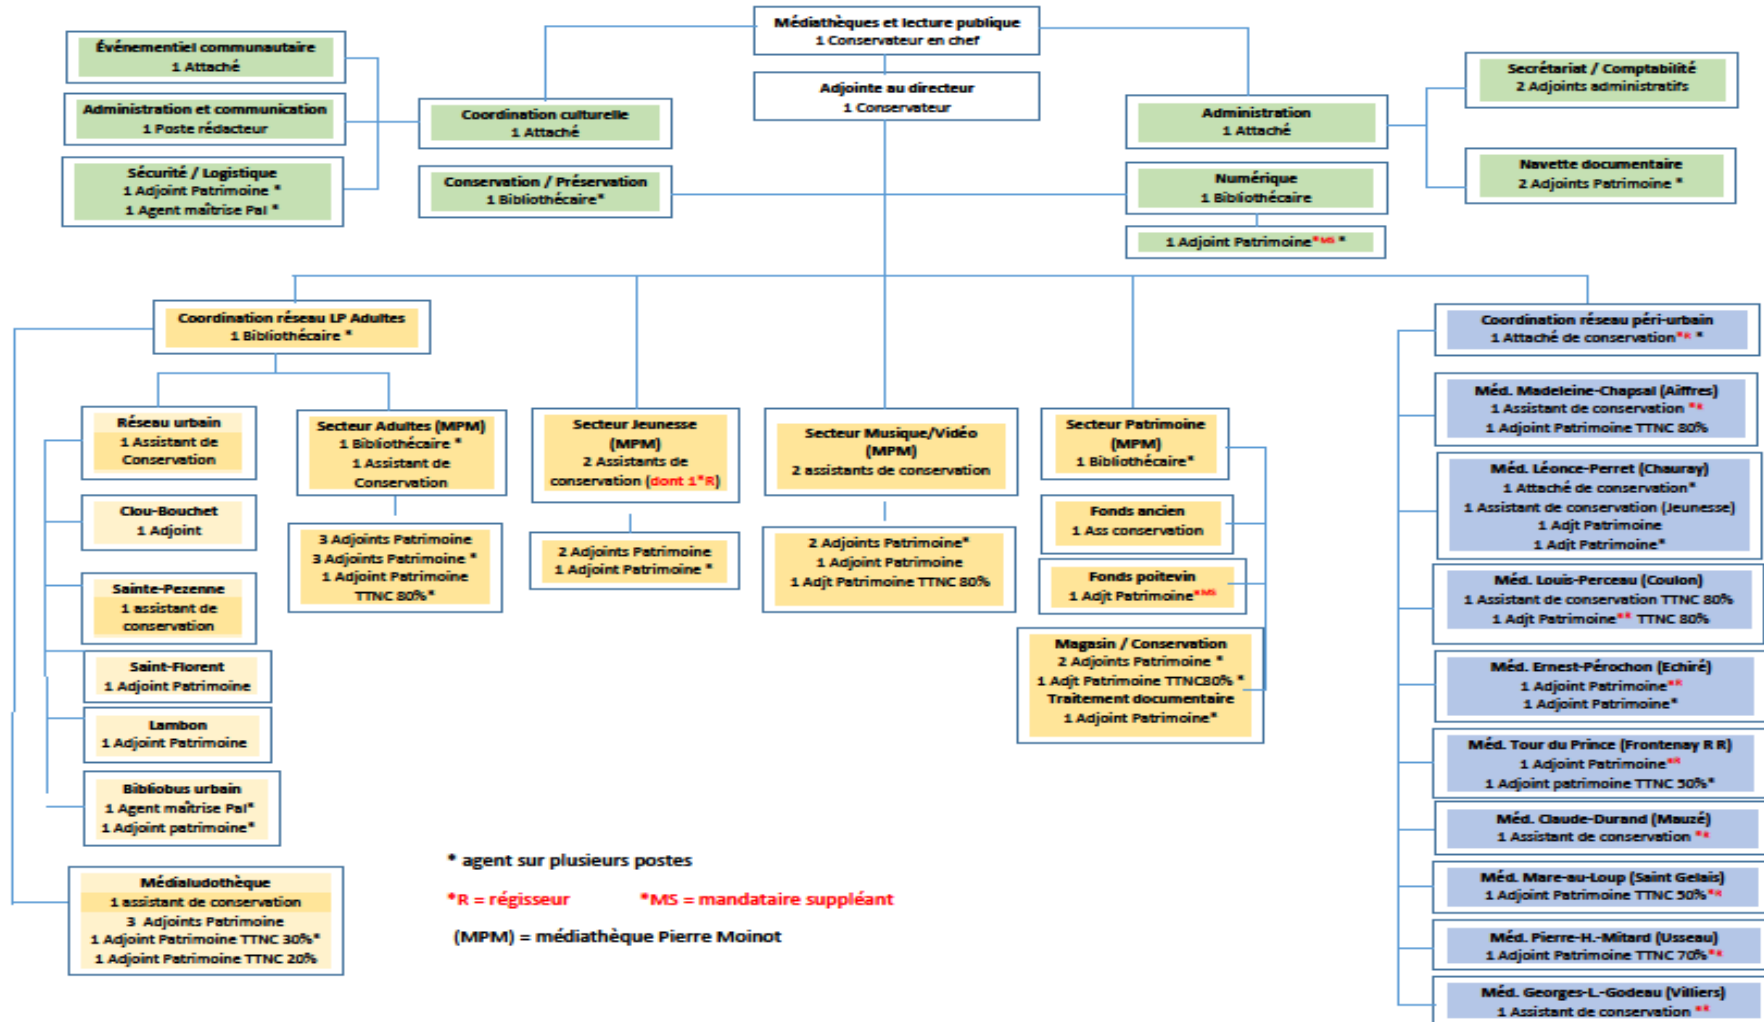 Médiathèques et lecture publique
1 Conservateur en chef
Adjointe au directeur
1 Conservateur
Événementiel communautaire
1 Attaché
Administration et communication
1 Poste rédacteur
Sécurité / Logistique
1 Adjoint Patrimoine *
1 Agent maîtrise Pal *
Coordination culturelle
1 Attaché
Conservation / Préservation
1 Bibliothécaire*
Administration
1 Attaché
Numérique
1 Bibliothécaire
1 Adjoint Patrimoine*MS *
Secrétariat / Comptabilité
2 Adjoints administratifs
Navette documentaire
2 Adjoints Patrimoine *
Coordination réseau LP Adultes
1 Bibliothécaire *
Réseau urbain
1 Assistant de
Conservation
Clou-Bouchet
1 Adjoint
Sainte-Pezenne
1 assistant de
conservation
Saint-Florent
1 Adjoint Patrimoine
Lambon
1 Adjoint Patrimoine
Bibliobus urbain
1 Agent maîtrise Pal*
1 Adjoint patrimoine*
Médialudothèque
1 assistant de conservation
3 Adjoints Patrimoine
1 Adjoint Patrimoine TTNC 30%*
1 Adjoint Patrimoine TTNC 20%
Secteur Adultes (MPM)
1 Bibliothécaire *
1 Assistant de
Conservation
3 Adjoints Patrimoine
3 Adjoints Patrimoine *
1 Adjoint Patrimoine
TTNC 80%*
Secteur Jeunesse
(MPM)
2 Assistants de
conservation (dont 1*R)
2 Adjoints Patrimoine
1 Adjoint Patrimoine *
Secteur Musique/Vidéo
(MPM)
2 assistants de conservation
2 Adjoints Patrimoine*
1 Adjoint Patrimoine
1 Adjt Patrimoine TTNC 80%
Secteur Patrimoine
(MPM)
1 Bibliothécaire*
Fonds ancien
1 Ass conservation
Fonds poitevin
1 Adjt Patrimoine*MS
Magasin / Conservation
2 Adjoints Patrimoine *
1 Adjt Patrimoine TTNC80% *
Traitement documentaire
1 Adjoint Patrimoine*
Coordination réseau péri-urbain
1 Attaché de conservation*R *
Méd. Madeleine-Chapsal (Aiffres)
1 Assistant de conservation *R
1 Adjoint Patrimoine TTNC 80%
Méd. Léonce-Perret (Chauray)
1 Attaché de conservation*
1 Assistant de conservation (Jeunesse)
1 Adjt Patrimoine
1 Adjt Patrimoine*
Méd. Louis-Perceau (Coulon)
1 Assistant de conservation TTNC 80%
1 Adjt Patrimoine*R TTNC 80%
Méd. Ernest-Pérochon (Echiré)
1 Adjoint Patrimoine*R
1 Adjoint Patrimoine*
Méd. Tour du Prince (Frontenay R R)
1 Adjoint Patrimoine*R
1 Adjoint patrimoine TTNC 50%*
Méd. Claude-Durand (Mauzé)
1 Assistant de conservation *R
Méd. Mare-au-Loup (Saint Gelais)
1 Adjoint Patrimoine TTNC 50%*R
Méd. Pierre-H.-Mitard (Usseau)
1 Adjoint Patrimoine TTNC 70%*R
Méd. Georges-L.-Godeau (Villiers)
1 Assistant de conservation *R
* agent sur plusieurs postes
*R = régisseur *MS = mandataire suppléant
(MPM) = médiathèque Pierre Moinot